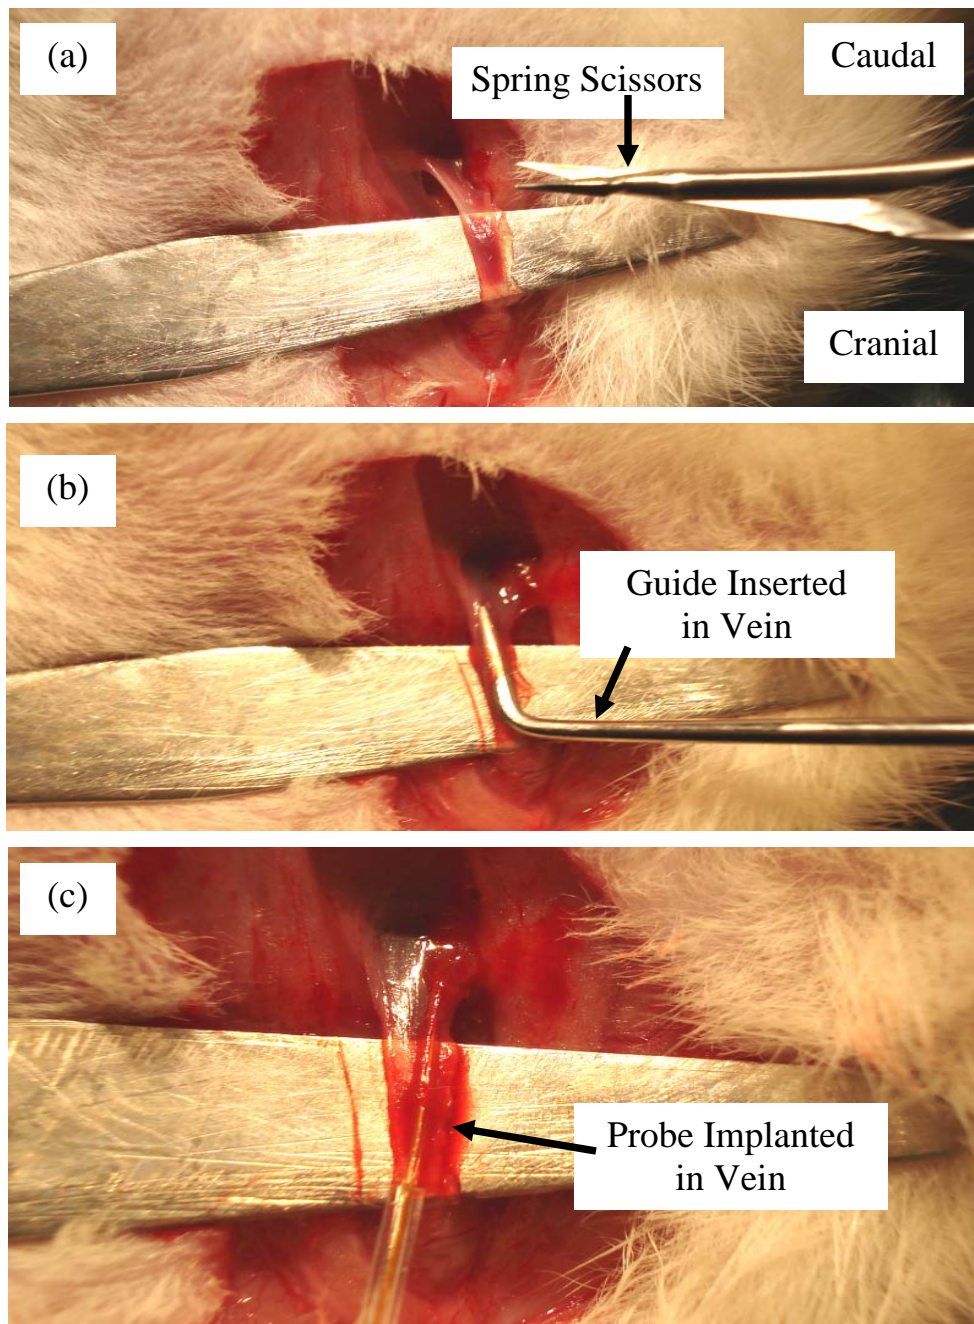 (a)
Spring Scissors
Caudal
Cranial
(b)
Guide Inserted
in Vein
(c)
Probe Implanted
in Vein